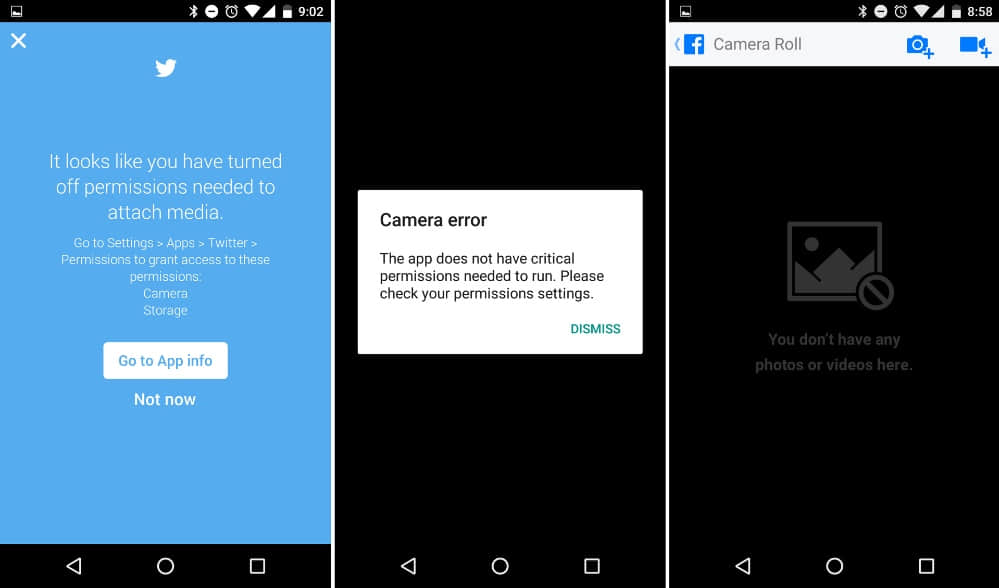 9:02
It looks like you have turned
off permissions needed to
attach media.
Go to Settings > Apps > Twitter >
Permissions to grant access to these
permissions:
Camera
Storage
Go to App info
Not now
Camera error
The app does not have critical
permissions needed to run. Please
check your permissions settings.
DISMISS
8:58
Camera Roll
You don't have any
photos or videos here.